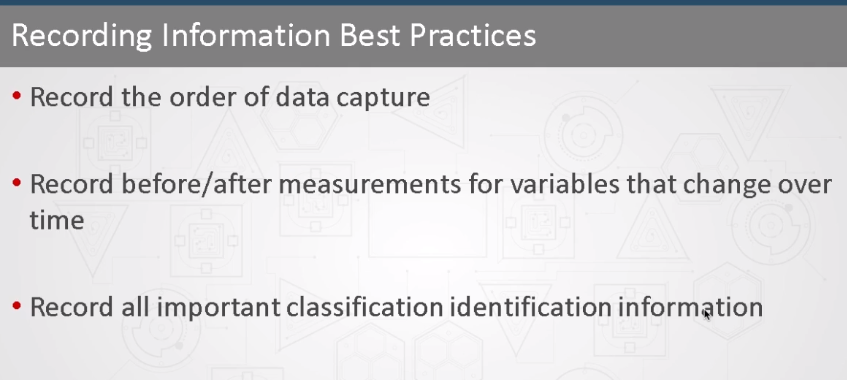 Recording Information Best Practices
• Record the order of data capture
• Record before/after measurements for variables that change over
time
• Record all important classification identification information